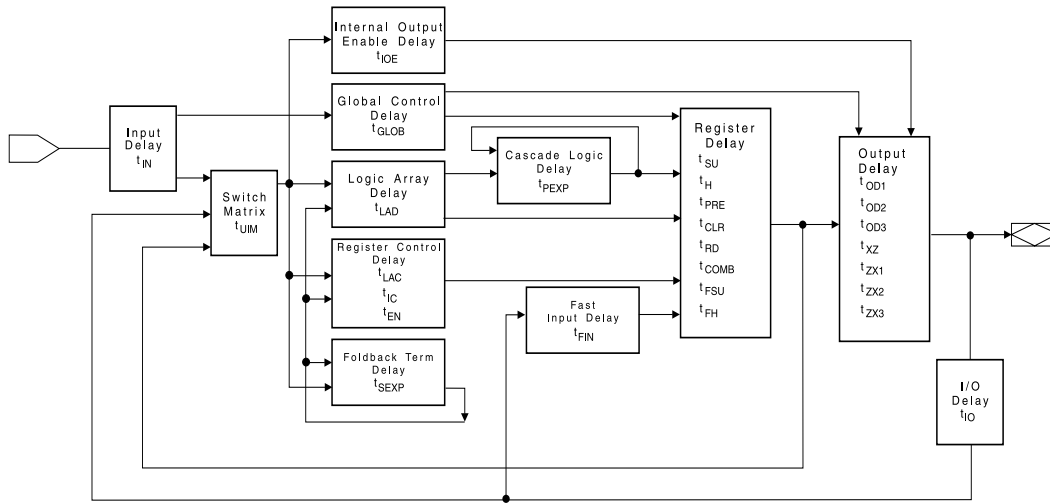 Internal Output
Enable Delay
tIOE
Global Control
Delay
tGLOB
Input
Delay
tIN
Switch
Matrix
tUIM
Logic Array
Delay
tLAD
Cascade Logic
Delay
tPEXP
Register Control
Delay
tLAC
tIC
tEN
Fast
Input Delay
tFIN
Foldback Term
Delay
tSEXP
Register
Delay
tSU
tH
tPRE
tCLR
tRD
tCOMB
tFSU
tFH
Output
Delay
tOD1
tOD2
tOD3
tXZ
tZX1
tZX2
tZX3
I/O
Delay
tIO